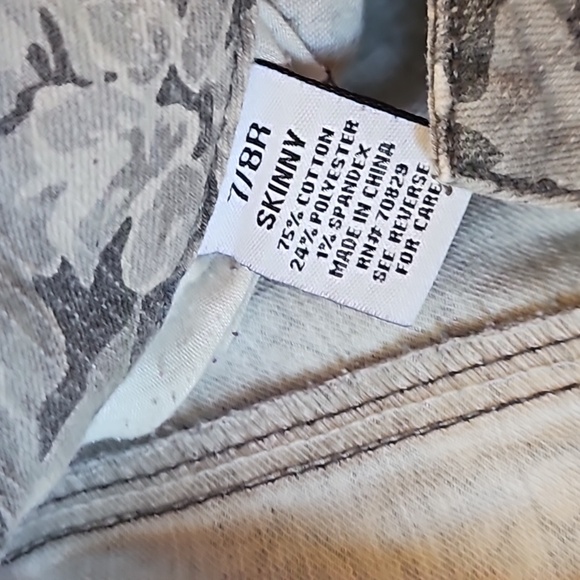 7/8R
SKINNY
75% COTTON
24% POLYESTER
1% SPANDEX
MADE IN CHINA
RN# 70829
SEE REVERSE
FOR CARE